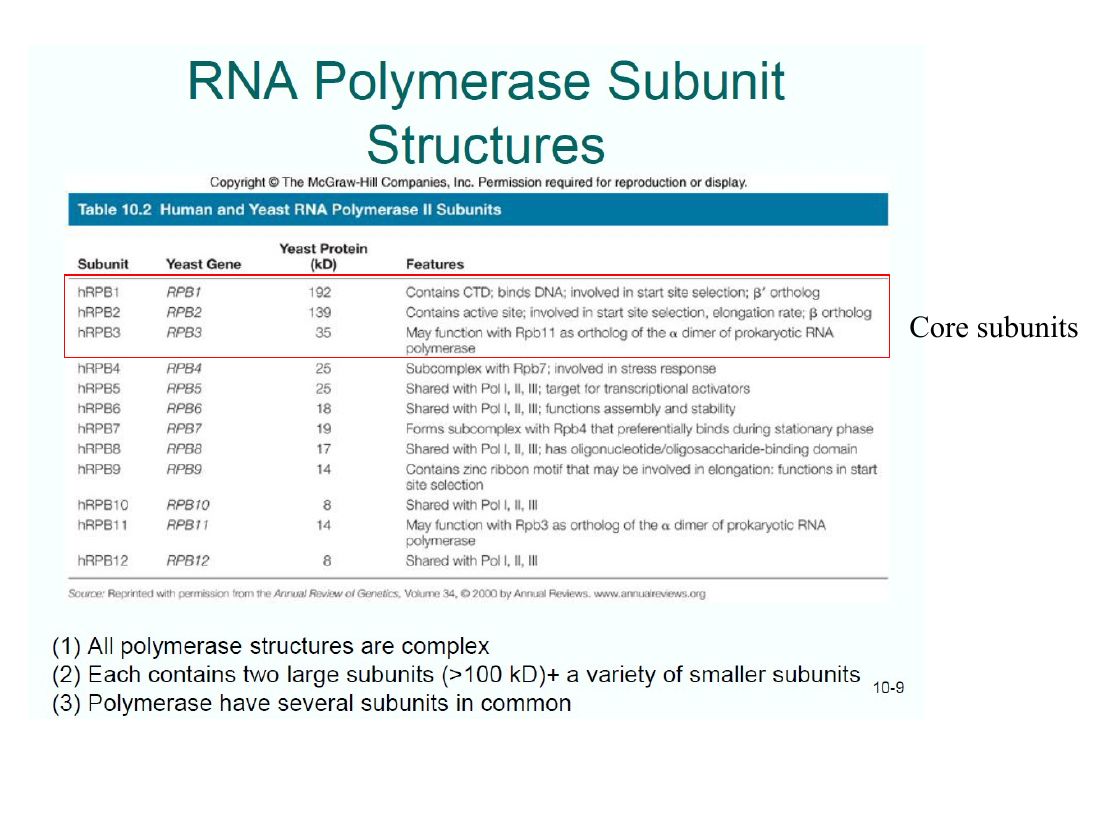 RNA Polymerase Subunit
Structures
Copyright © The McGraw-Hill Companies, Inc. Permission required for reproduction or display.
Table 10.2 Human and Yeast RNA Polymerase II Subunits
Subunit Yeast Gene Yeast Protein (kD) Features
hRPB1 RPB1 192 Contains CTD; binds DNA; involved in start site selection; β′ ortholog
hRPB2 RPB2 139 Contains active site; involved in start site selection, elongation rate; β ortholog
hRPB3 RPB3 35 May function with Rpb11 as ortholog of the α dimer of prokaryotic RNA
polymerase
Core subunits
hRPB4 RPB4 25 Subcomplex with Rpb7; involved in stress response
hRPB5 RPB5 25 Shared with Pol I, II, III; target for transcriptional activators
hRPB6 RPB6 18 Shared with Pol I, II, III; functions assembly and stability
hRPB7 RPB7 19 Forms subcomplex with Rpb4 that preferentially binds during stationary phase
hRPB8 RPB8 17 Shared with Pol I, II, III; has oligonucleotide/oligosaccharide-binding domain
hRPB9 RPB9 14 Contains zinc ribbon motif that may be involved in elongation: functions in start
site selection
hRPB10 RPB10 8 Shared with Pol I, II, III
hRPB11 RPB11 14 May function with Rpb3 as ortholog of the α dimer of prokaryotic RNA
polymerase
hRPB12 RPB12 8 Shared with Pol I, II, III
Source: Reprinted with permission from the Annual Review of Genetics, Volume 34, © 2000 by Annual Reviews. www.annualreviews.org
(1) All polymerase structures are complex
(2) Each contains two large subunits (>100 kD)+ a variety of smaller subunits
10-9
(3) Polymerase have several subunits in common